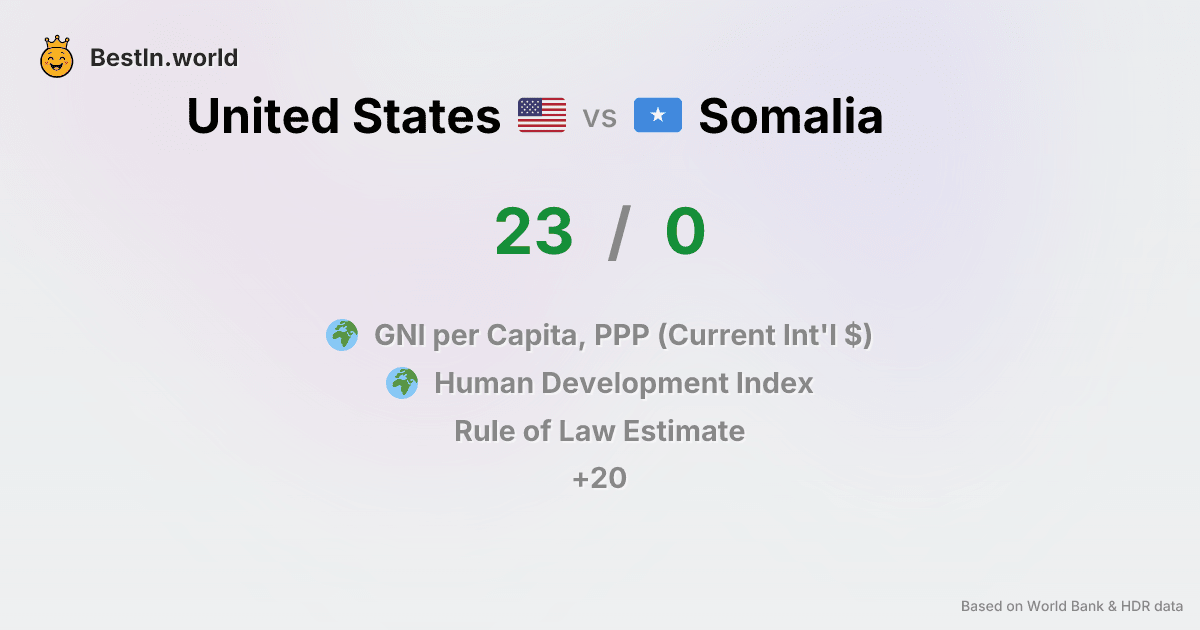 BestIn.world
United States vs Somalia
23 / 0
GNI per Capita, PPP (Current Int'l $)
Human Development Index
Rule of Law Estimate
+20
Based on World Bank & HDR data